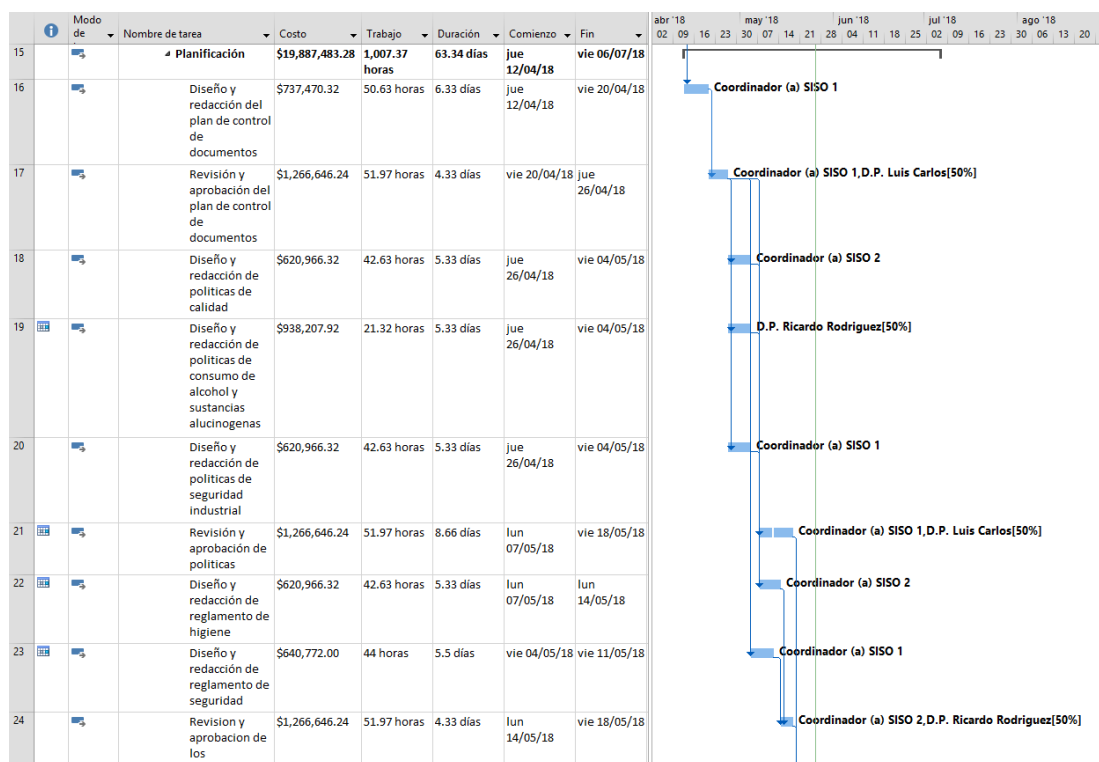 Modo de
Nombre de tarea Costo Trabajo Duración Comienzo Fin
abr '18 may '18 jun '18 jul '18 ago '18
02 09 16 23 30 07 14 21 28 04 11 18 25 02 09 16 23 30 06 13 20
15 Planificación $19,887,483.28 1,007.37 horas 63.34 días jue 12/04/18 vie 06/07/18
16 Diseño y redacción del plan de control de documentos $737,470.32 50.63 horas 6.33 días jue 12/04/18 vie 20/04/18 Coordinador (a) SISO 1
17 Revisión y aprobación del plan de control de documentos $1,266,646.24 51.97 horas 4.33 días vie 20/04/18 jue 26/04/18 Coordinador (a) SISO 1,D.P. Luis Carlos[50%]
18 Diseño y redacción de politicas de calidad $620,966.32 42.63 horas 5.33 días jue 26/04/18 vie 04/05/18 Coordinador (a) SISO 2
19 Diseño y redacción de politicas de consumo de alcohol y sustancias alucinogenas $938,207.92 21.32 horas 5.33 días jue 26/04/18 vie 04/05/18 D.P. Ricardo Rodriguez[50%]
20 Diseño y redacción de politicas de seguridad industrial $620,966.32 42.63 horas 5.33 días jue 26/04/18 vie 04/05/18 Coordinador (a) SISO 1
21 Revisión y aprobación de politicas $1,266,646.24 51.97 horas 8.66 días lun 07/05/18 vie 18/05/18 Coordinador (a) SISO 1,D.P. Luis Carlos[50%]
22 Diseño y redacción de reglamento de higiene $620,966.32 42.63 horas 5.33 días lun 07/05/18 lun 14/05/18 Coordinador (a) SISO 2
23 Diseño y redacción de reglamento de seguridad $640,772.00 44 horas 5.5 días vie 04/05/18 vie 11/05/18 Coordinador (a) SISO 1
24 Revision y aprobacion de los $1,266,646.24 51.97 horas 4.33 días lun 14/05/18 vie 18/05/18 Coordinador (a) SISO 2,D.P. Ricardo Rodriguez[50%]